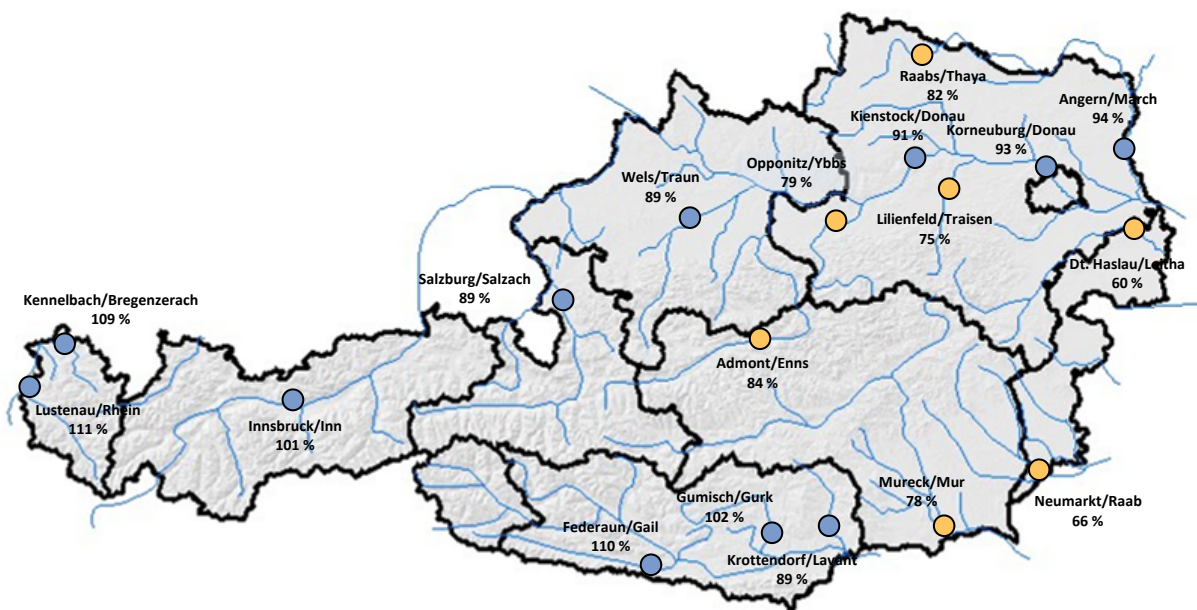 Raabs/Thaya
82 %
Angern/March
94 %
Kienstock/Donau
91 %
Korneuburg/Donau
93 %
Opponitz/Ybbs
79 %
Wels/Traun
89 %
Lilienfeld/Traisen
75 %
Dt. Haslau/Leitha
60 %
Salzburg/Salzach
89 %
Kennelbach/Bregenzerach
109 %
Admont/Enns
84 %
Lustenau/Rhein
111 %
Innsbruck/Inn
101 %
Mureck/Mur
78 %
Gumisch/Gurk
102 %
Neumarkt/Raab
66 %
Federaun/Gail
110 %
Krottendorf/Lavant
89 %